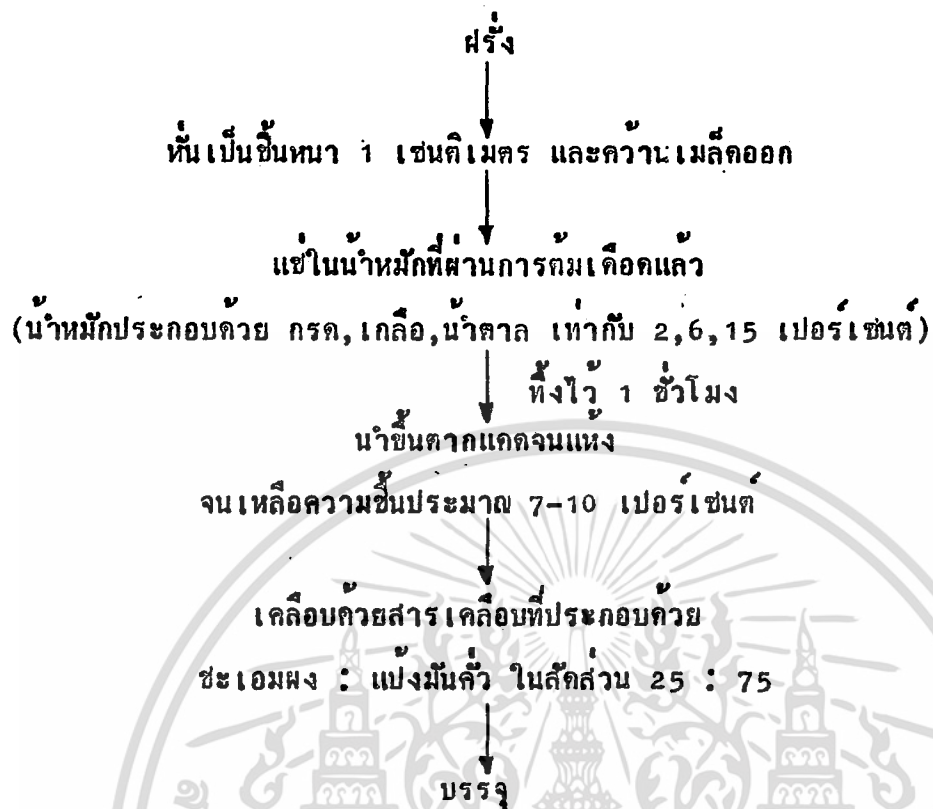 ฝรั่ง
หั่นเป็นชิ้นหนา 1 เซนติเมตร และคว้านเมล็ดออก
แช่ในน้ำหมักที่ผ่านการต้มเดือดแล้ว
(น้ำหมักประกอบด้วย กรด,เกลือ,น้ำตาล เท่ากับ 2,6,15 เปอร์เซนต์)
ทิ้งไว้ 1 ชั่วโมง
นำขึ้นตากแดดจนแห้ง
จนเหลือความชื้นประมาณ 7-10 เปอร์เซนต์
เคลือบด้วยสารเคลือบที่ประกอบด้วย
ชะเอมผง : แป้งมันคั่ว ในสัดส่วน 25 : 75
บรรจุ